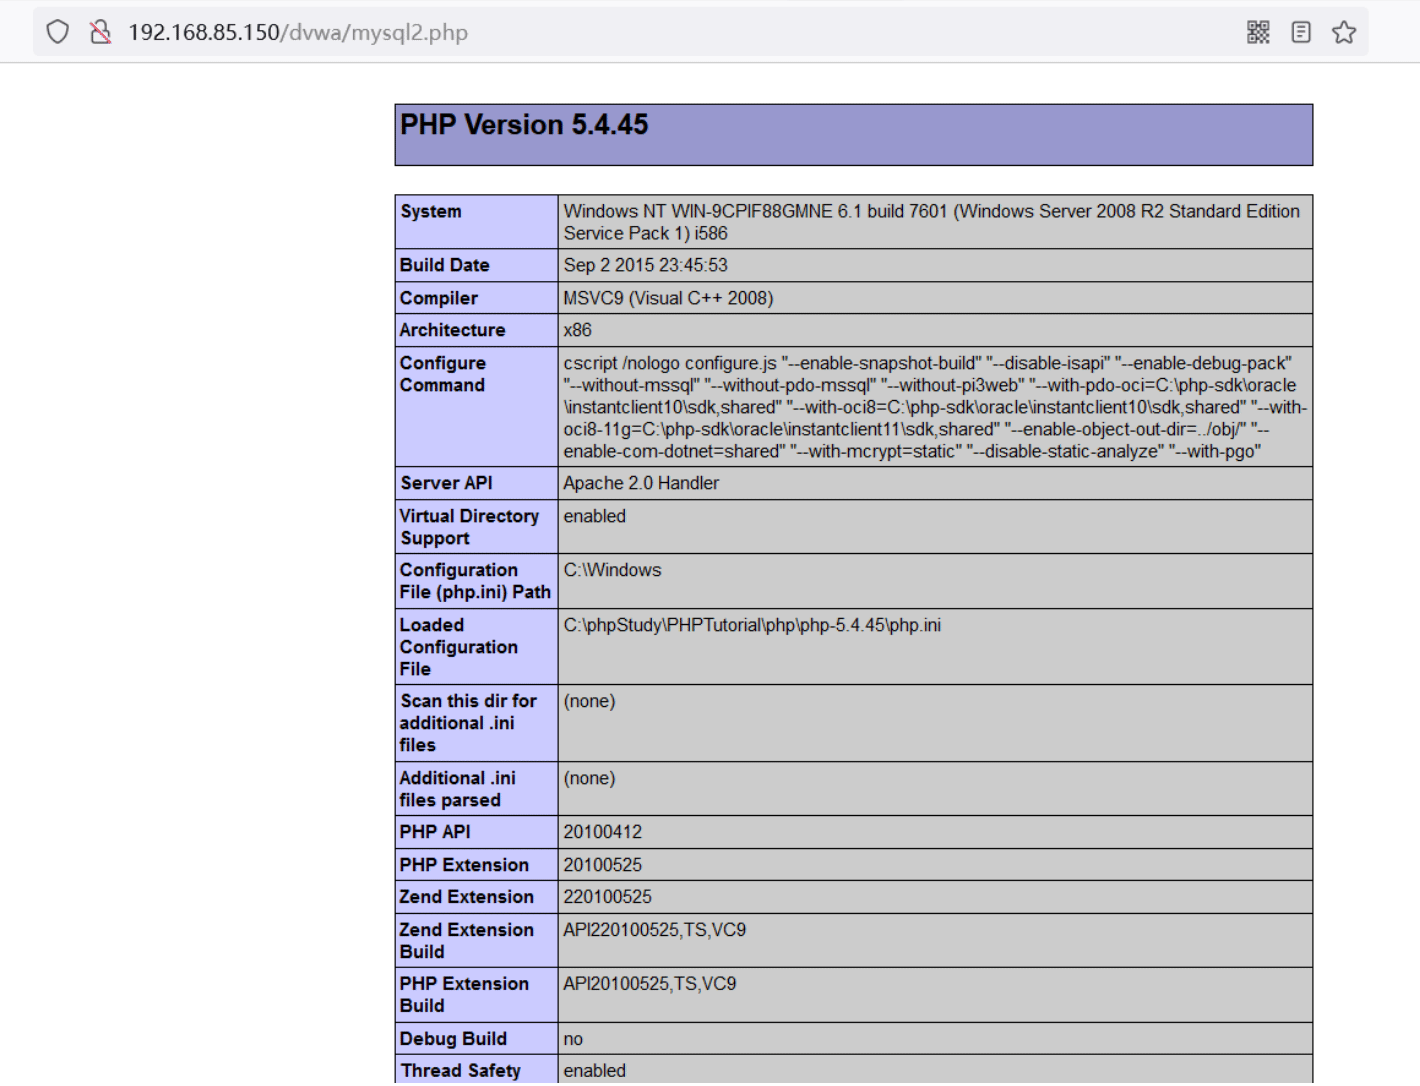 192.168.85.150/dvwa/mysql2.php
PHP Version 5.4.45
System
Windows NT WIN-9CPIF88GMNE 6.1 build 7601 (Windows Server 2008 R2 Standard Edition
Service Pack 1) i586
Build Date
Sep 2 2015 23:45:53
Compiler
MSVC9 (Visual C++ 2008)
Architecture
x86
Configure
Command
cscript /nologo configure.js "--enable-snapshot-build" "--disable-isapi" "--enable-debug-pack"
"--without-mssql" "--without-pdo-mssql" "--without-pi3web" "--with-pdo-oci=C:\php-sdk\oracle
\instantclient10\sdk,shared" "--with-oci8=C:\php-sdk\oracle\instantclient10\sdk,shared" "--with-
oci8-11g=C:\php-sdk\oracle\instantclient11\sdk,shared" "--enable-object-out-dir=../obj/" "--
enable-com-dotnet=shared" "--with-mcrypt=static" "--disable-static-analyze" "--with-pgo"
Server API
Apache 2.0 Handler
Virtual Directory
Support
enabled
Configuration
File (php.ini) Path
C:\Windows
Loaded
Configuration
File
C:\phpStudy\PHPTutorial\php\php-5.4.45\php.ini
Scan this dir for
additional .ini
files
(none)
Additional .ini
files parsed
(none)
PHP API
20100412
PHP Extension
20100525
Zend Extension
220100525
Zend Extension
Build
API220100525,TS,VC9
PHP Extension
Build
API20100525,TS,VC9
Debug Build
no
Thread Safety
enabled